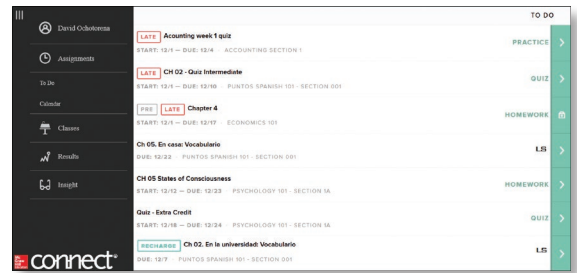 TO DO
David Ochotorena
Assignments
To Do
Calendar
Classes
Results
Insight
Mc Graw Hill Education
connect®
LATE Acounting week 1 quiz
START: 12/1 — DUE: 12/4 · ACCOUNTING SECTION 1
PRACTICE
LATE CH 02 - Quiz Intermediate
START: 12/1 — DUE: 12/10 · PUNTOS SPANISH 101 - SECTION 001
QUIZ
PRE LATE Chapter 4
START: 12/1 — DUE: 12/17 · ECONOMICS 101
HOMEWORK
Ch 05. En casa: Vocabulario
DUE: 12/22 · PUNTOS SPANISH 101 - SECTION 001
LS
CH 05 States of Consciousness
START: 12/12 — DUE: 12/23 · PSYCHOLOGY 101 - SECTION 1A
HOMEWORK
Quiz - Extra Credit
START: 12/18 — DUE: 12/24 · PSYCHOLOGY 101 - SECTION 1A
QUIZ
RECHARGE Ch 02. En la universidad: Vocabulario
DUE: 12/7 · PUNTOS SPANISH 101 - SECTION 001
LS